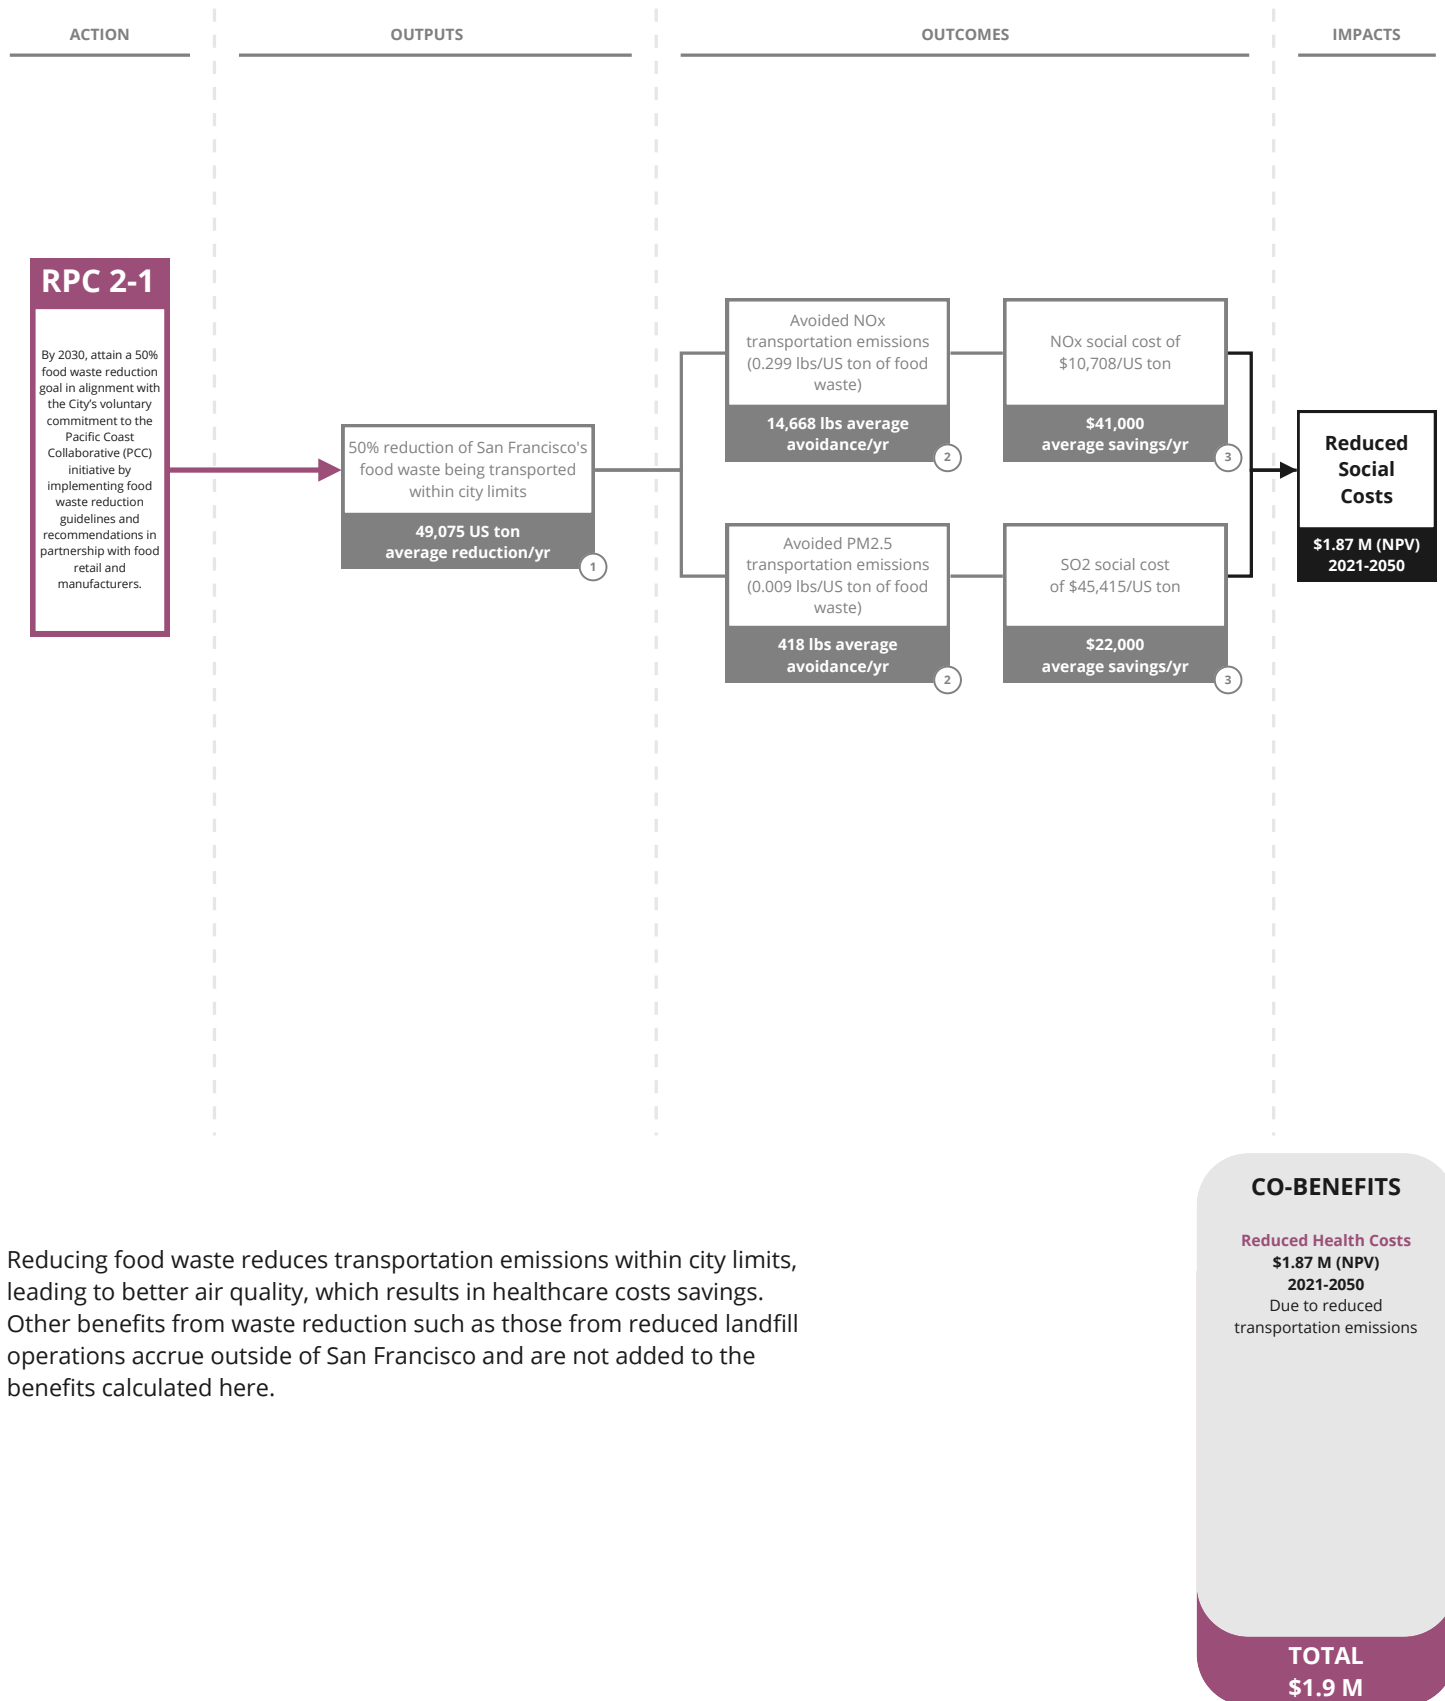 ACTION
OUTPUTS
OUTCOMES
IMPACTS
RPC 2-1
By 2030, attain a 50%
food waste reduction
goal in alignment with
the City’s voluntary
commitment to the
Pacific Coast
Collaborative (PCC)
initiative by
implementing food
waste reduction
guidelines and
recommendations in
partnership with food
retail and
manufacturers.
50% reduction of San Francisco's
food waste being transported
within city limits
49,075 US ton
average reduction/yr
1
Avoided NOx
transportation emissions
(0.299 lbs/US ton of food
waste)
14,668 lbs average
avoidance/yr
2
NOx social cost of
$10,708/US ton
$41,000
average savings/yr
3
Avoided PM2.5
transportation emissions
(0.009 lbs/US ton of food
waste)
418 lbs average
avoidance/yr
2
SO2 social cost
of $45,415/US ton
$22,000
average savings/yr
3
Reduced
Social
Costs
$1.87 M (NPV)
2021-2050
Reducing food waste reduces transportation emissions within city limits,
leading to better air quality, which results in healthcare costs savings.
Other benefits from waste reduction such as those from reduced landfill
operations accrue outside of San Francisco and are not added to the
benefits calculated here.
CO-BENEFITS
Reduced Health Costs
$1.87 M (NPV)
2021-2050
Due to reduced
transportation emissions
TOTAL
$1.9 M